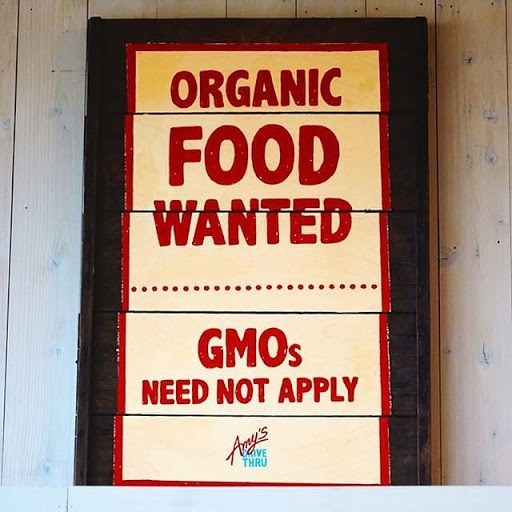 ORGANIC
FOOD
WANTED
GMOs
NEED NOT APPLY
Amy's
DRIVE
THRU